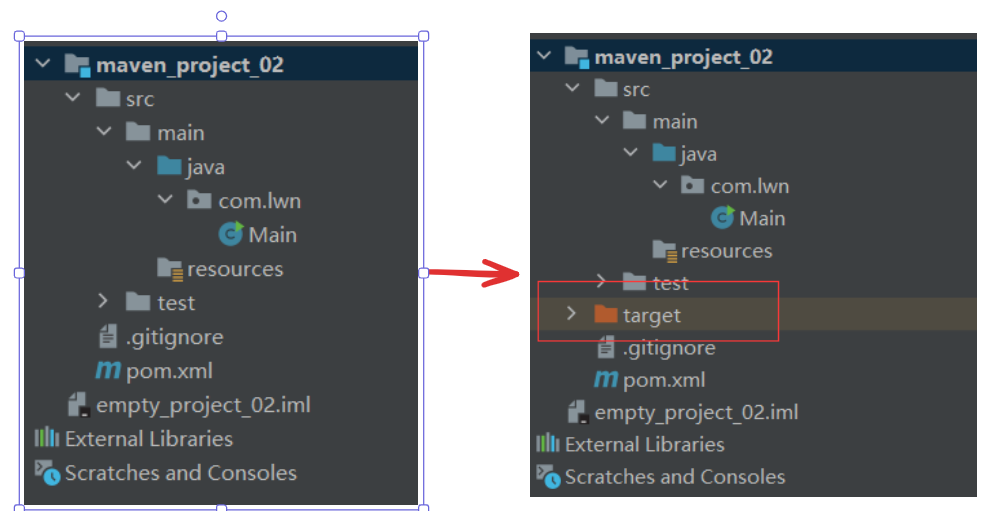 maven_project_02
src
main
java
com.lwn
Main
resources
test
.gitignore
pom.xml
empty_project_02.iml
External Libraries
Scratches and Consoles
maven_project_02
src
main
java
com.lwn
Main
resources
test
target
.gitignore
pom.xml
empty_project_02.iml
External Libraries
Scratches and Consoles